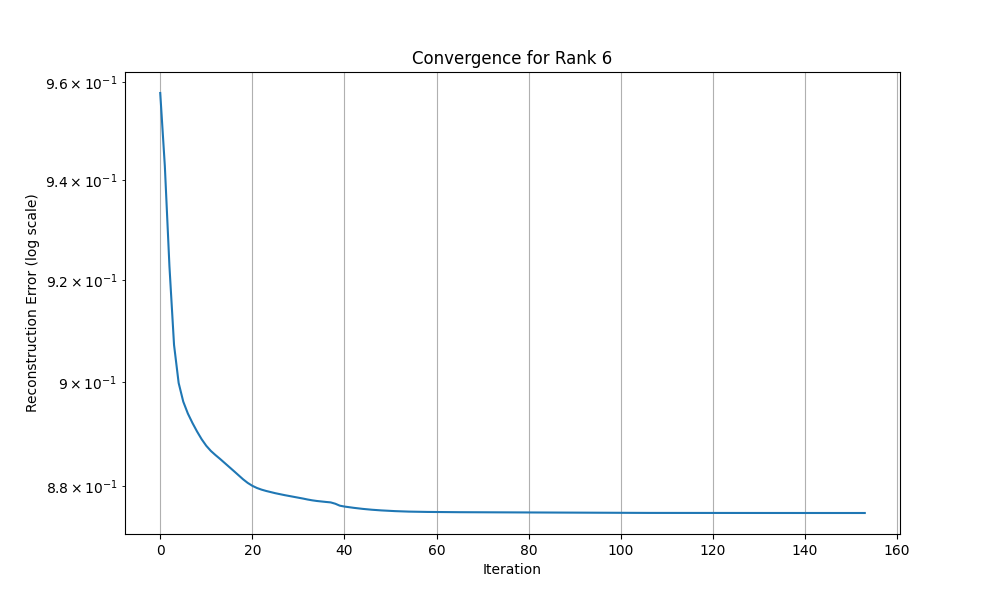 Convergence for Rank 6
Reconstruction Error (log scale)
9.6 × 10⁻¹
9.4 × 10⁻¹
9.2 × 10⁻¹
9 × 10⁻¹
8.8 × 10⁻¹
0 20 40 60 80 100 120 140 160
Iteration